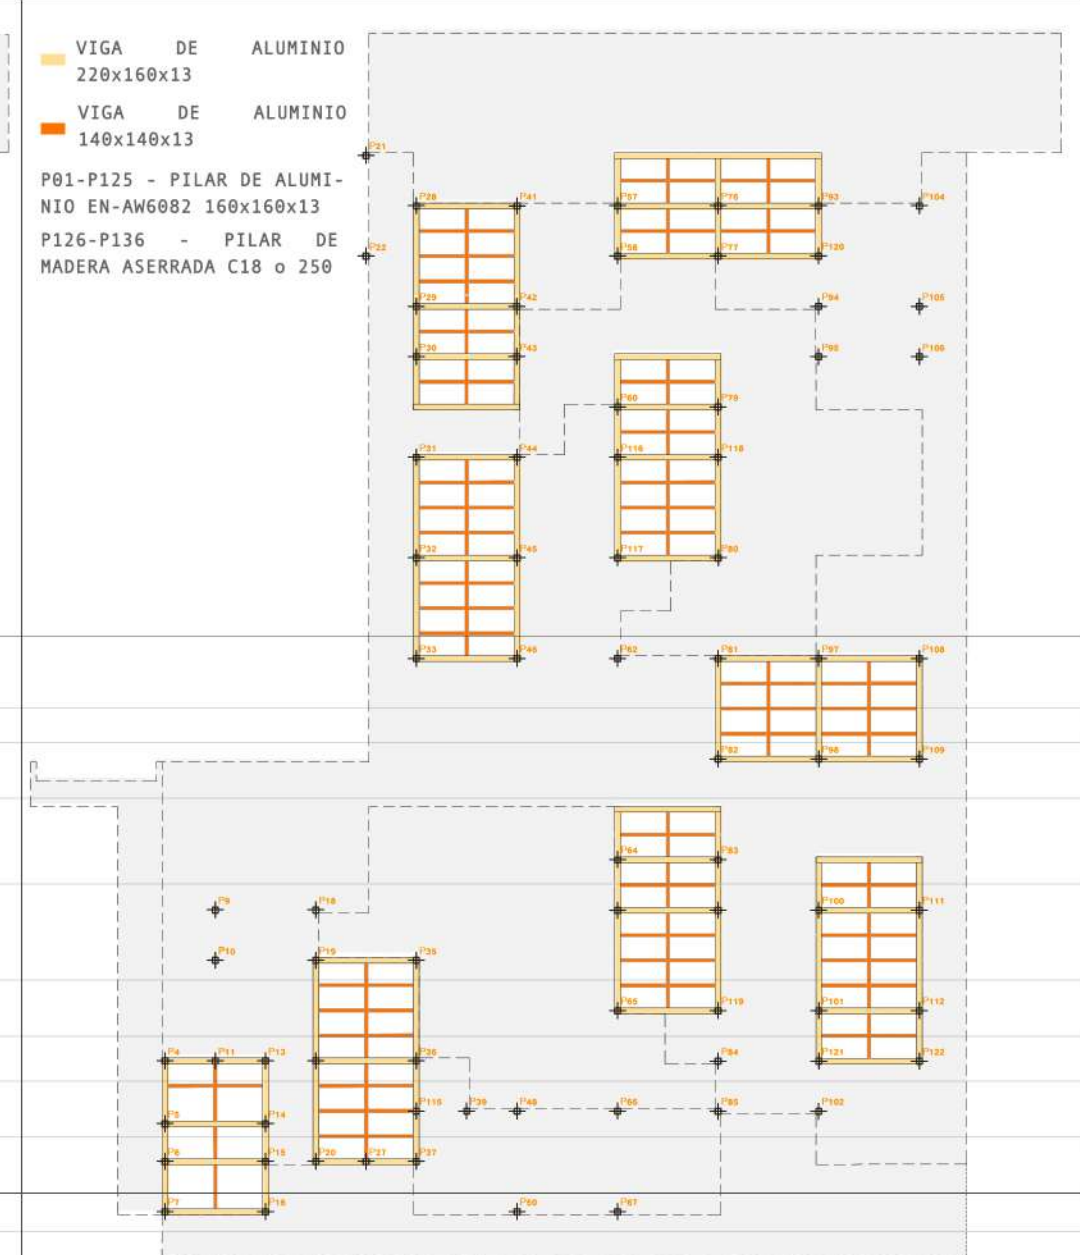 VIGA DE ALUMINIO
220x160x13
VIGA DE ALUMINIO
140x140x13
P01-P125 - PILAR DE ALUMI-
NIO EN-AW6082 160x160x13
P126-P136 - PILAR DE
MADERA ASERRADA C18 o 250
P21
P28 P41 P57 P76 P93 P104
P22 P58 P77 P120
P29 P42 P94 P105
P30 P43 P106
P60 P79
P31 P44 P116 P118
P32 P45 P117 P80
P33 P46 P62 P81 P97 P108
P82 P98 P109
P64 P83
P9 P18 P100 P111
P10 P19 P35
P65 P119 P101 P112
P4 P11 P13 P36 P84 P121 P122
P115 P39 P48 P66 P85 P102
P5 P14
P6 P15 P20 P27 P37
P7 P16 P67